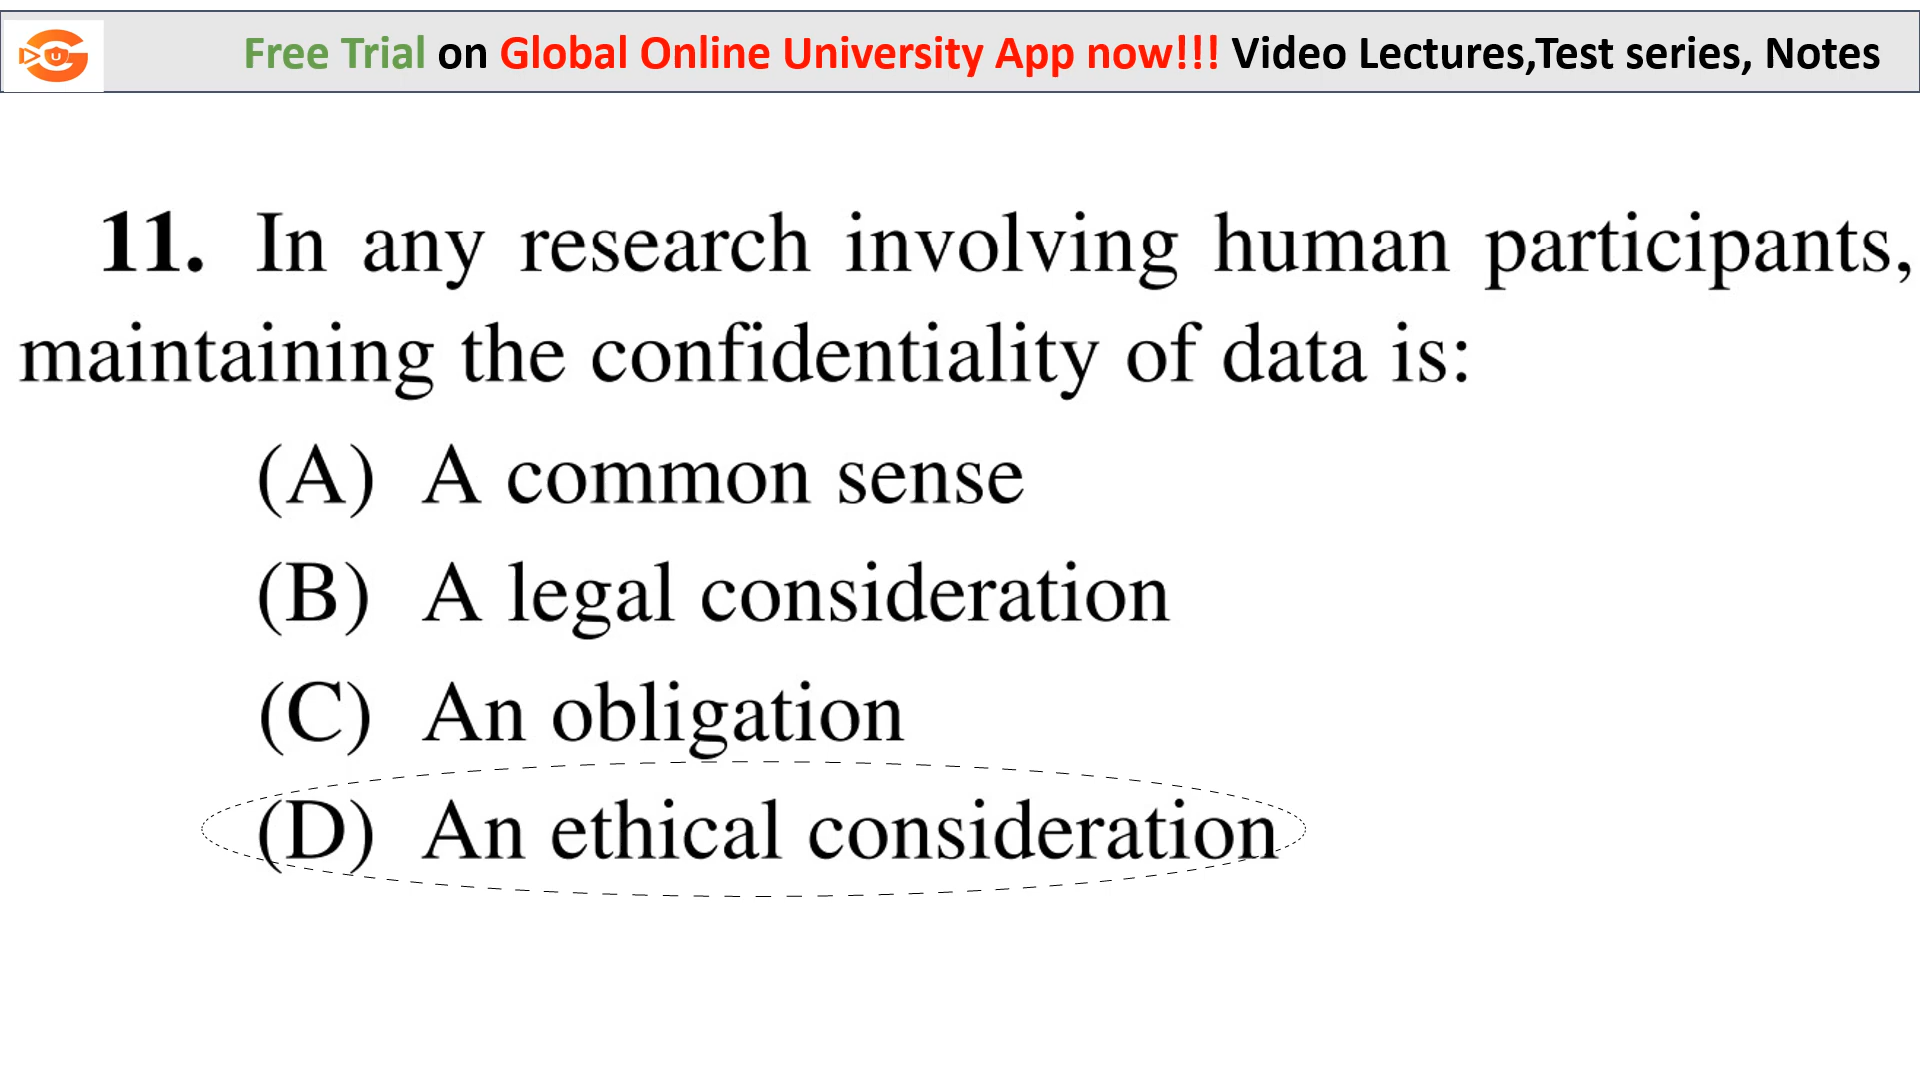 Free Trial on Global Online University App now!!! Video Lectures,Test series, Notes
U
11. In any research involving human participants,
maintaining the confidentiality of data is:
(A) A common sense
(B) A legal consideration
(C) An obligation
(D) An ethical consideration